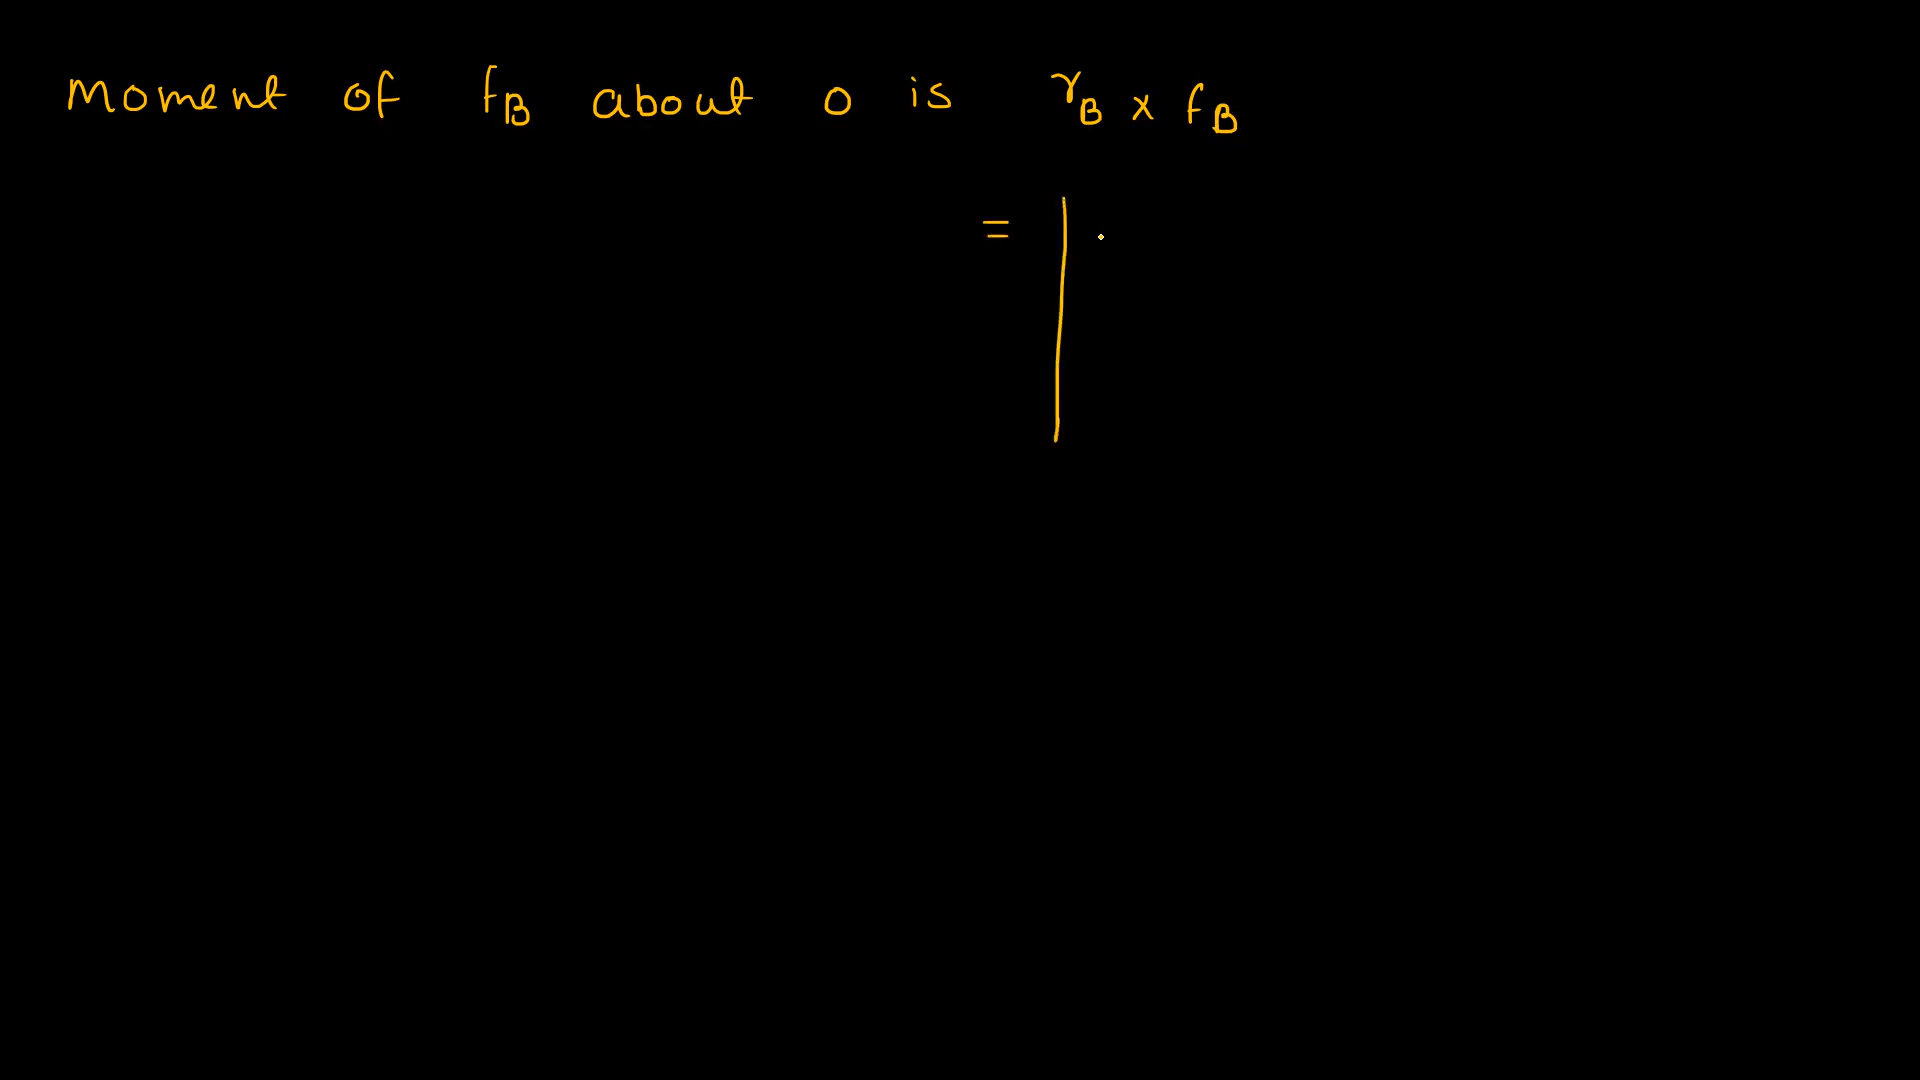 Moment of f_B about O is r_B × f_B
= |